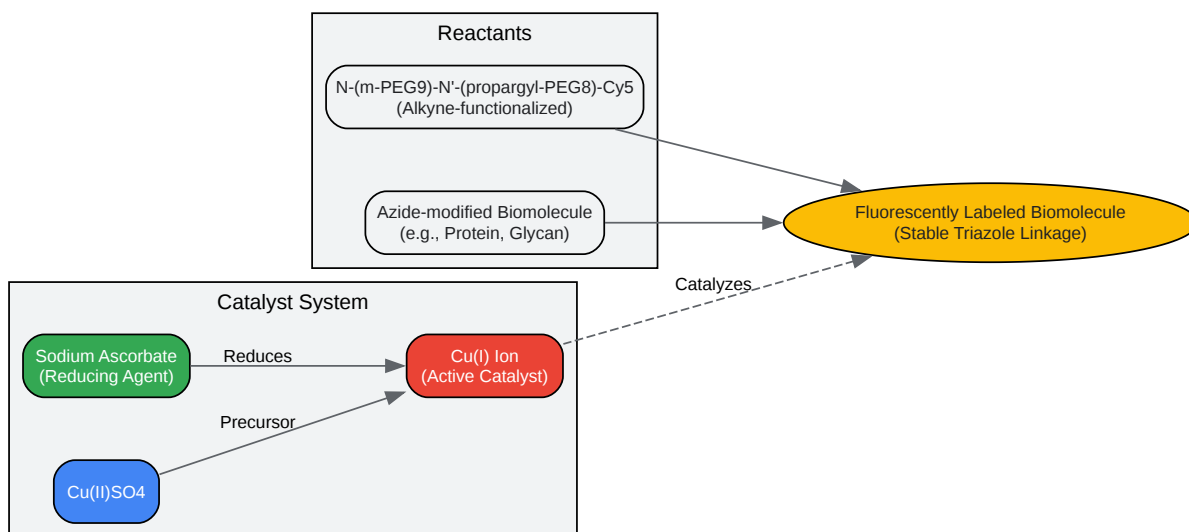 Reactants
N-(m-PEG9)-N'-(propargyl-PEG8)-Cy5
(Alkyne-functionalized)
Azide-modified Biomolecule
(e.g., Protein, Glycan)
Fluorescently Labeled Biomolecule
(Stable Triazole Linkage)
Catalyzes
Catalyst System
Sodium Ascorbate
(Reducing Agent)
Reduces
Cu(I) Ion
(Active Catalyst)
Precursor
Cu(II)SO4